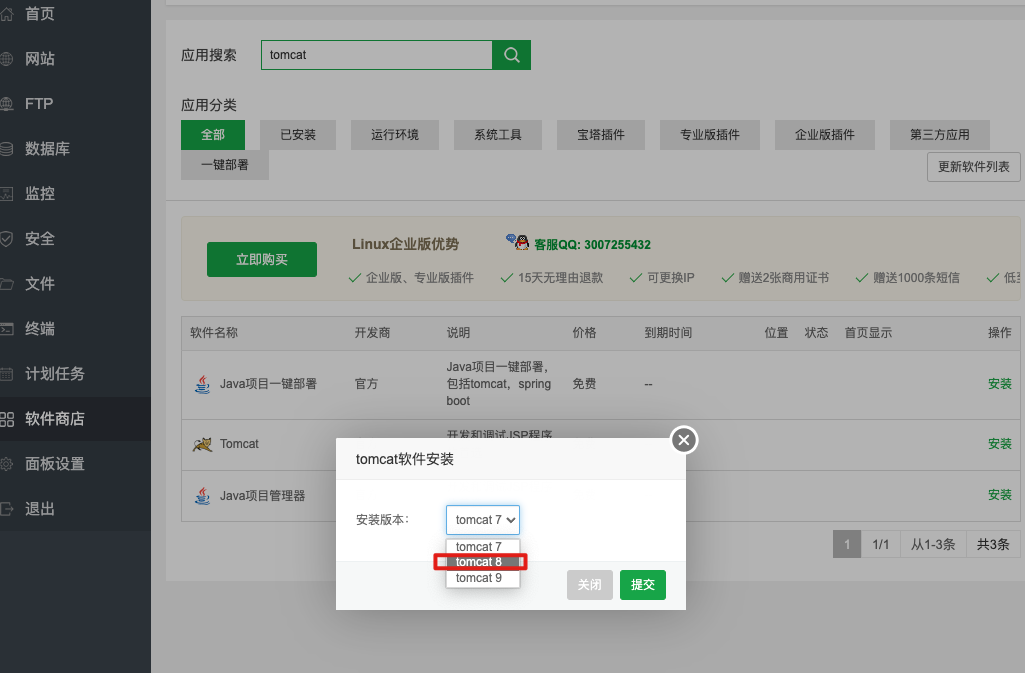 首页
网站
FTP
数据库
监控
安全
文件
终端
计划任务
软件商店
面板设置
退出
应用搜索 tomcat
应用分类
全部 已安装 运行环境 系统工具 宝塔插件 专业版插件 企业版插件 第三方应用
一键部署
更新软件列表
立即购买
Linux企业版优势 客服QQ: 3007255432
企业版、专业版插件 15天无理由退款 可更换IP 赠送2张商用证书 赠送1000条短信 低至
软件名称 开发商 说明 价格 到期时间 位置 状态 首页显示 操作
Java项目一键部署 官方 Java项目一键部署，
包括tomcat，spring
boot 免费 -- 安装
Tomcat 开发和调试JSP程序 安装
Java项目管理器 安装
1 1/1 从1-3条 共3条
tomcat软件安装
安装版本： tomcat 7
tomcat 7
tomcat 8
tomcat 9
关闭 提交